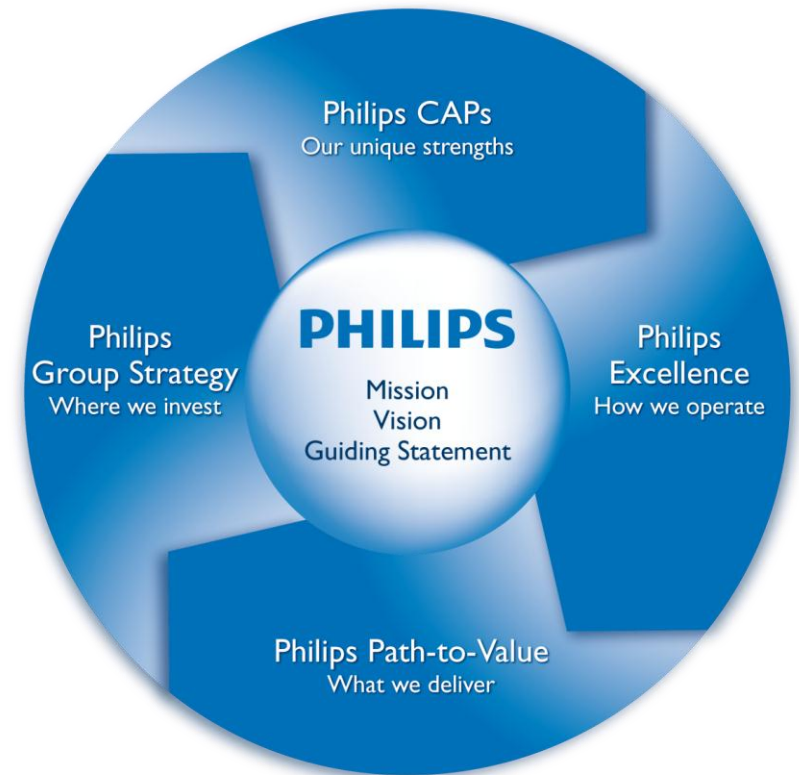 Philips CAPs
Our unique strengths
Philips
Group Strategy
Where we invest
PHILIPS
Mission
Vision
Guiding Statement
Philips
Excellence
How we operate
Philips Path-to-Value
What we deliver